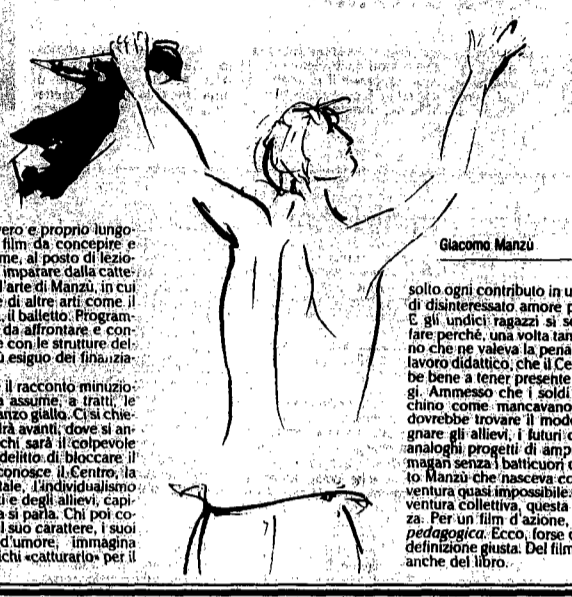 vero e proprio lungo-
film da concepire e
me, al posto di lezio-
imparare dalla catte-
l'arte di Manzù, in cui
e di altre arti come il
, il balletto. Program-
da affrontare e con-
e con le strutture del-
ù esiguo dei finanzia-
e il racconto minuzio-
a assume, a tratti, le
anzo giallo. Ci si chie-
drà avanti, dove si an-
chi sarà il colpevole
delitto di bloccare il
conosce il Centro, la
tale, l'individualismo
ti e degli allievi, capi-
a si parla. Chi poi co-
l suo carattere, i suoi
d'umore, immagina
ichi «catturarlo» per il
Giacomo Manzù
solto ogni contributo in u
di disinteressato amore p
E gli undici ragazzi si so
fare perché, una volta tan
no che ne valeva la pena
lavoro didattico, che il Ce
be bene a tener presente
gi. Ammesso che i soldi
chino come mancavano
dovrebbe trovare il mod
gnare gli allievi, i futuri
analoghi progetti di amp
magari senza i batticuori
to Manzù che nasceva co
ventura quasi impossibile.
ventura collettiva, questa
za. Per un film d'azione,
pedagogica. Ecco, forse
definizione giusta. Del film
anche del libro.